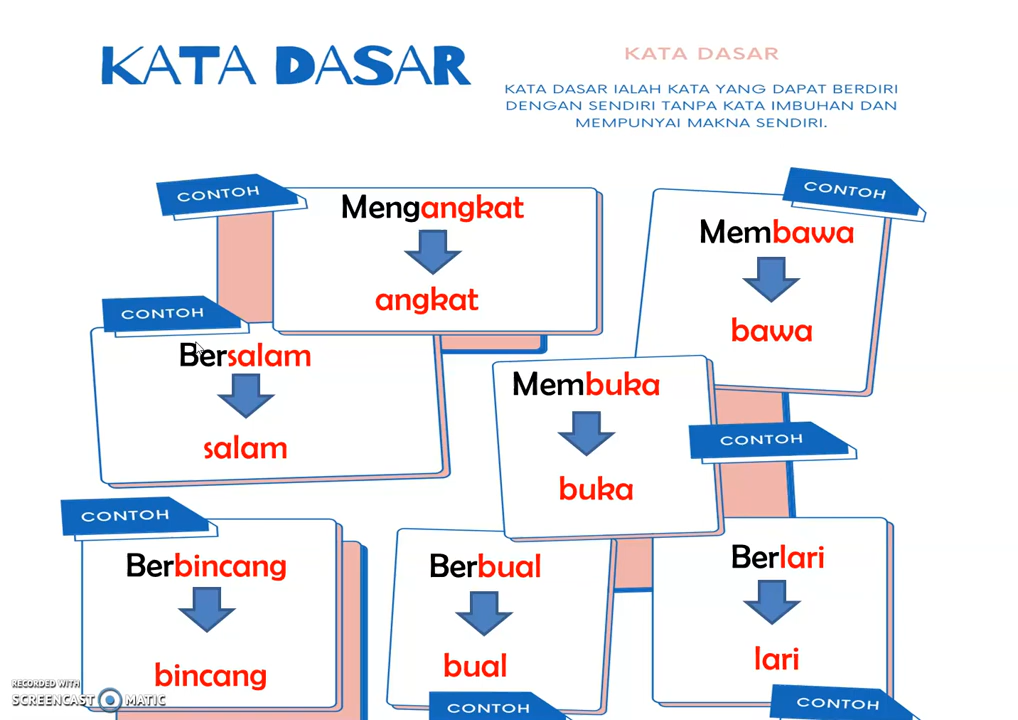 KATA DASAR
KATA DASAR
KATA DASAR IALAH KATA YANG DAPAT BERDIRI
DENGAN SENDIRI TANPA KATA IMBUHAN DAN
MEMPUNYAI MAKNA SENDIRI.
CONTOH
Mengangkat
angkat
CONTOH
Membawa
bawa
CONTOH
Bersalam
salam
Membuka
CONTOH
buka
CONTOH
Berbincang
bincang
Berbual
bual
CONTOH
Berlari
lari
CONTOH
RECORDED WITH
SCREENCAST MATIC